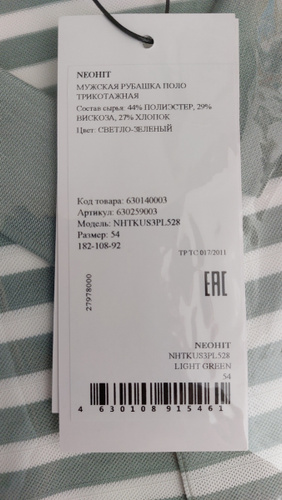 NEOHIT
МУЖСКАЯ РУБАШКА ПОЛО
ТРИКОТАЖНАЯ
Состав сырья: 44% ПОЛИЭСТЕР, 29%
ВИСКОЗА, 27% ХЛОПОК
Цвет: СВЕТЛО-ЗЕЛЕНЫЙ
Код товара: 630140003
Артикул: 630259003
Модель: NHTKUS3PL528
Размер: 54
182-108-92
ТР ТС 017/2011
27978000
EAC
NEOHIT
NHTKUS3PL528
LIGHT GREEN
54
4 630108 915461